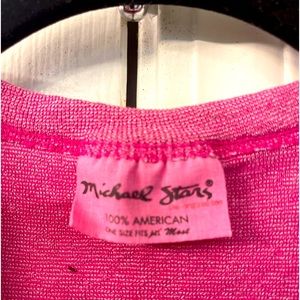 Michael Stars
100% AMERICAN
ONE SIZE FITS Most